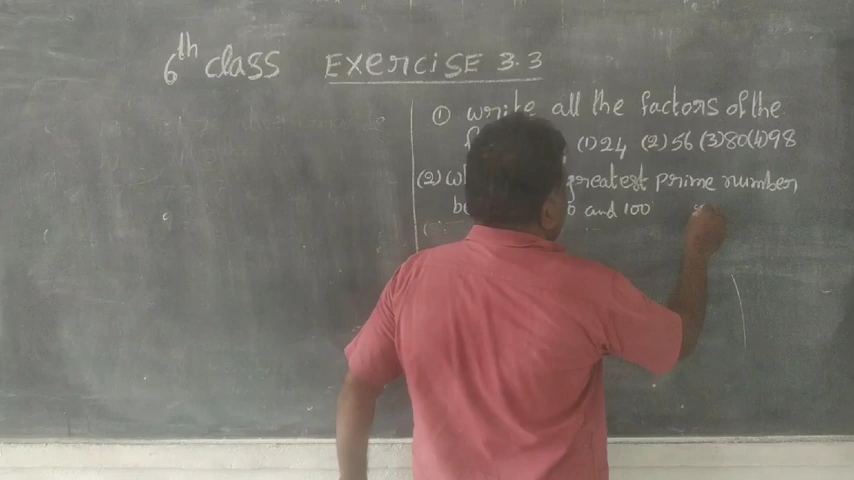 6th class EXERCISE 3.3
① write all the factors of the
(1) 24 (2) 56 (3) 80 (4) 98
(2) greatest prime number
and 100